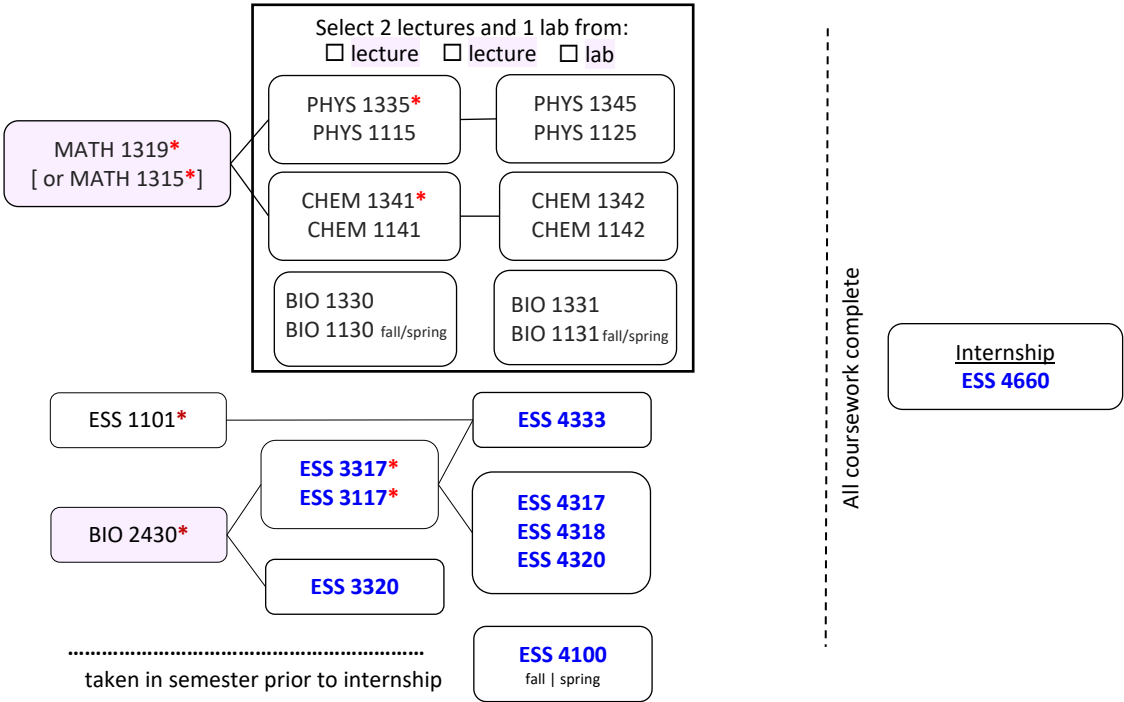 Select 2 lectures and 1 lab from:
☐ lecture ☐ lecture ☐ lab
MATH 1319*
[ or MATH 1315*]
PHYS 1335*
PHYS 1115
PHYS 1345
PHYS 1125
CHEM 1341*
CHEM 1141
CHEM 1342
CHEM 1142
BIO 1330
BIO 1130 fall/spring
BIO 1331
BIO 1131 fall/spring
ESS 1101*
ESS 4333
ESS 3317*
ESS 3117*
BIO 2430*
ESS 3320
ESS 4317
ESS 4318
ESS 4320
taken in semester prior to internship
ESS 4100
fall | spring
All coursework complete
Internship
ESS 4660